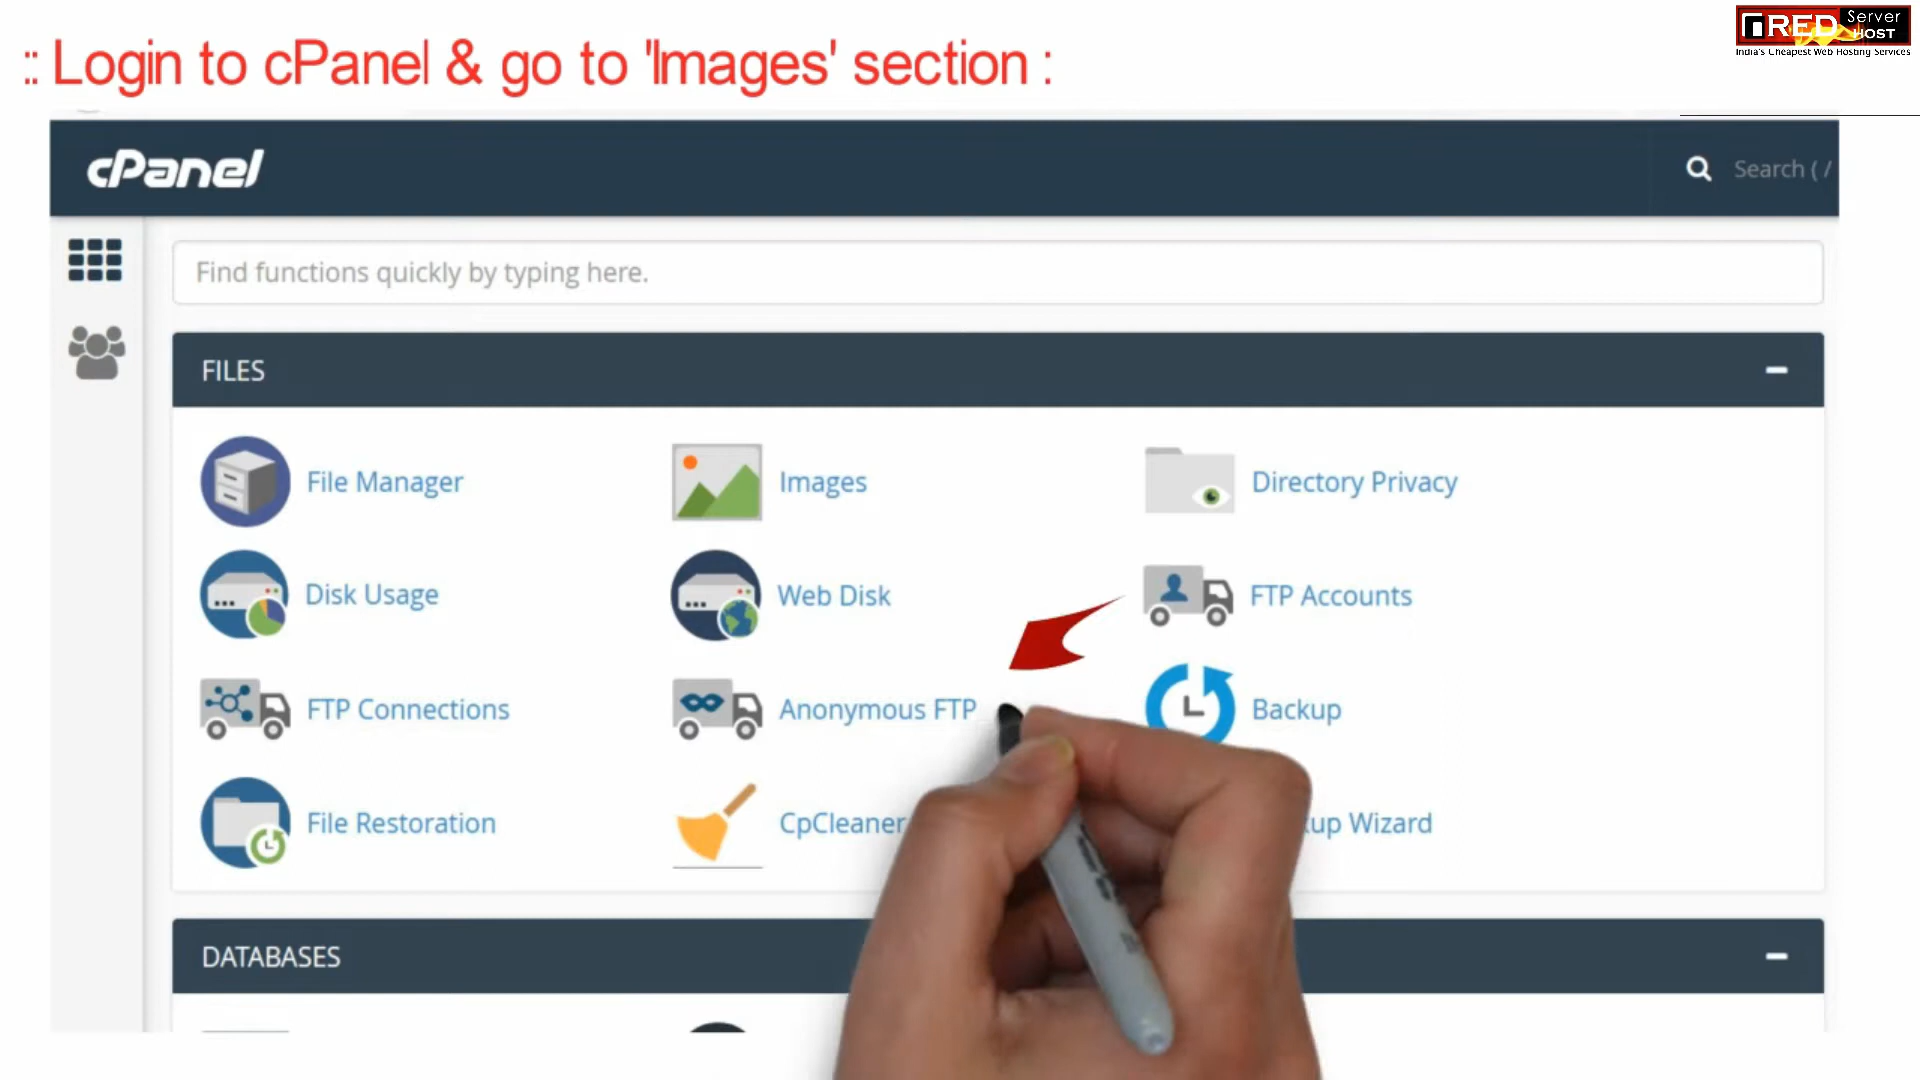 :: Login to cPanel & go to 'Images' section :
RED Server
HOST
India's Cheapest Web Hosting Services
cPanel
Search ( /
Find functions quickly by typing here.
FILES
File Manager
Images
Directory Privacy
Disk Usage
Web Disk
FTP Accounts
FTP Connections
Anonymous FTP
Backup
File Restoration
CpCleaner
up Wizard
DATABASES